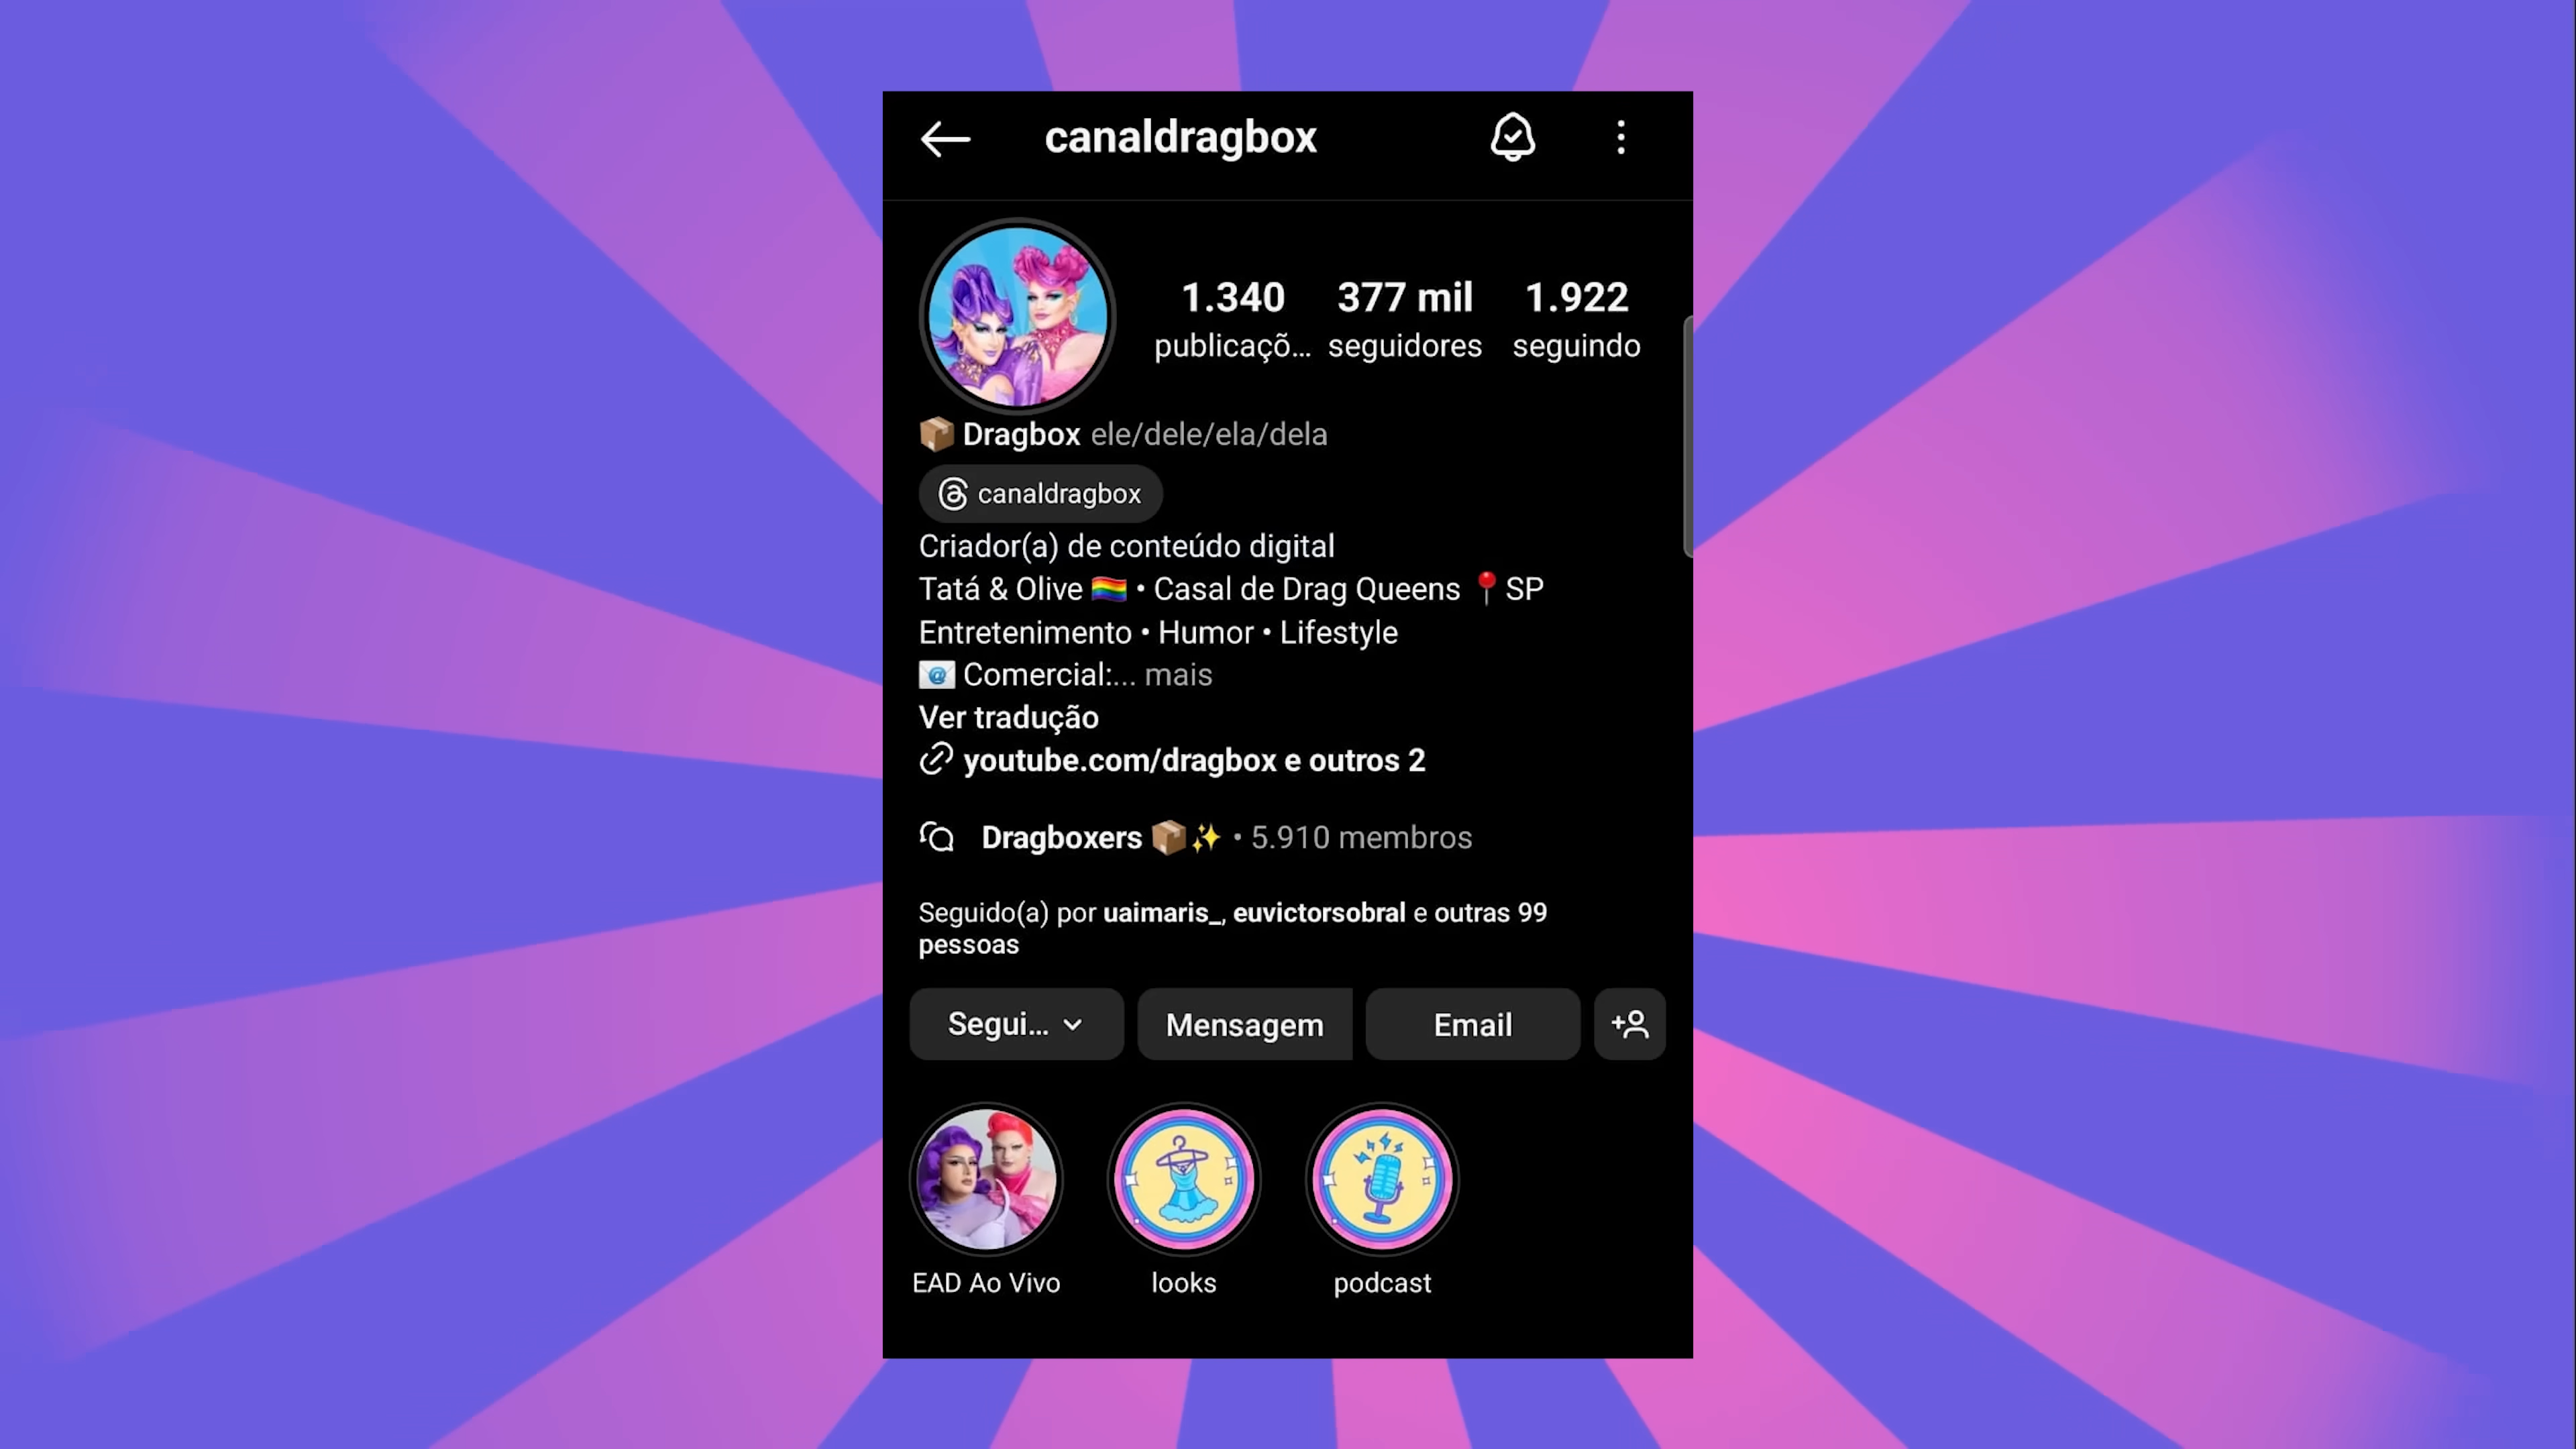 canaldragbox
1.340 377 mil 1.922
publicaçõ... seguidores seguindo
📦 Dragbox ele/dele/ela/dela
canaldragbox
Criador(a) de conteúdo digital
Tatá & Olive 🏳️‍🌈 • Casal de Drag Queens 📍SP
Entretenimento • Humor • Lifestyle
📧 Comercial:... mais
Ver tradução
youtube.com/dragbox e outros 2
Dragboxers 📦✨ • 5.910 membros
Seguido(a) por uaimaris_, euvictorsobral e outras 99
pessoas
Segui... Mensagem Email
EAD Ao Vivo looks podcast